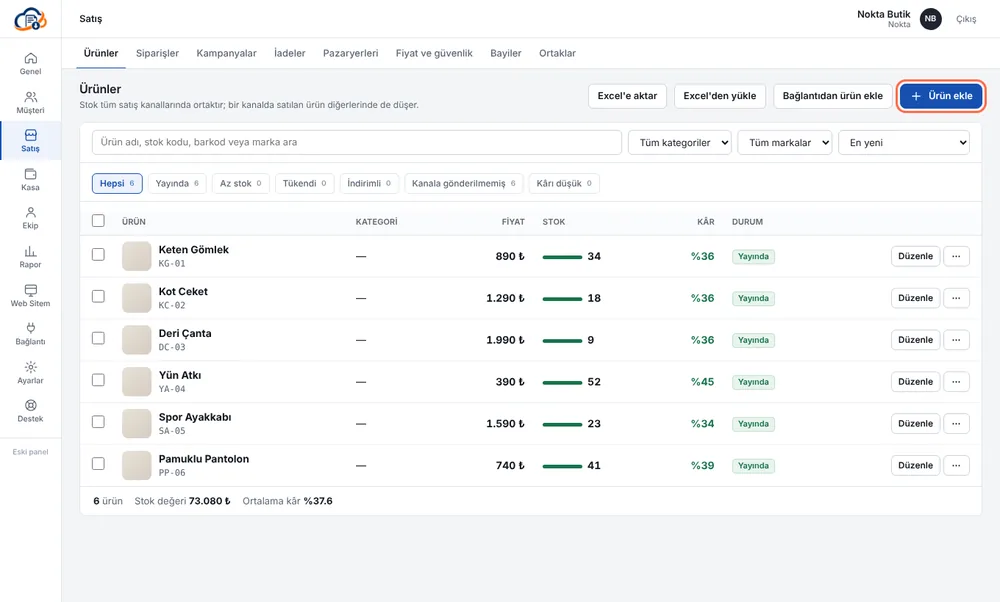 Satış
Nokta Butik
Nokta
NB
Çıkış
Genel
Müşteri
Satış
Kasa
Ekip
Rapor
Web Sitem
Bağlantı
Ayarlar
Destek
Eski panel
Ürünler Siparişler Kampanyalar İadeler Pazaryerleri Fiyat ve güvenlik Bayiler Ortaklar
Ürünler
Stok tüm satış kanallarında ortaktır; bir kanalda satılan ürün diğerlerinde de düşer.
Excel'e aktar Excel'den yükle Bağlantıdan ürün ekle + Ürün ekle
Ürün adı, stok kodu, barkod veya marka ara Tüm kategoriler Tüm markalar En yeni
Hepsi 6 Yayında 6 Az stok 0 Tükendi 0 İndirimli 0 Kanala gönderilmemiş 6 Kârı düşük 0
ÜRÜN KATEGORİ FİYAT STOK KÂR DURUM
Keten Gömlek — 890 ₺ 34 %36 Yayında Düzenle ...
KG-01
Kot Ceket — 1.290 ₺ 18 %36 Yayında Düzenle ...
KC-02
Deri Çanta — 1.990 ₺ 9 %36 Yayında Düzenle ...
DC-03
Yün Atkı — 390 ₺ 52 %45 Yayında Düzenle ...
YA-04
Spor Ayakkabı — 1.590 ₺ 23 %34 Yayında Düzenle ...
SA-05
Pamuklu Pantolon — 740 ₺ 41 %39 Yayında Düzenle ...
PP-06
6 ürün Stok değeri 73.080 ₺ Ortalama kâr %37.6